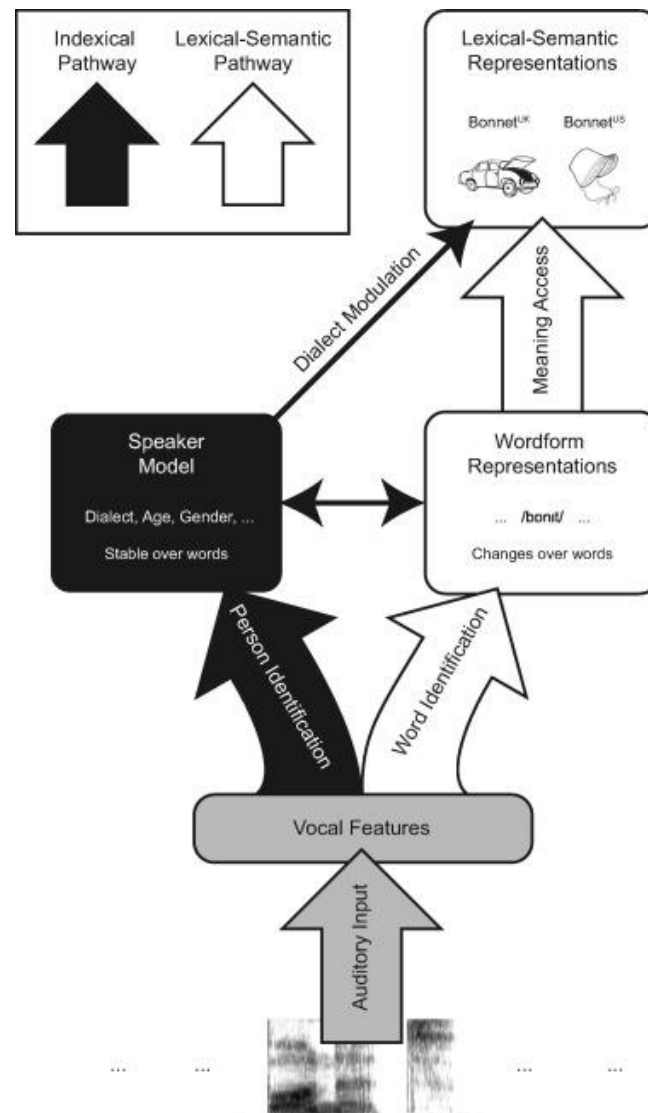 Indexical
Pathway
Lexical-Semantic
Pathway
Lexical-Semantic
Representations
Bonnetᵁᴷ
Bonnetᵁˢ
Dialect Modulation
Meaning Access
Speaker
Model
Dialect, Age, Gender, ...
Stable over words
Wordform
Representations
... /bɒnɪt/ ...
Changes over words
Person Identification
Word Identification
Vocal Features
Auditory Input
... ... ... ...